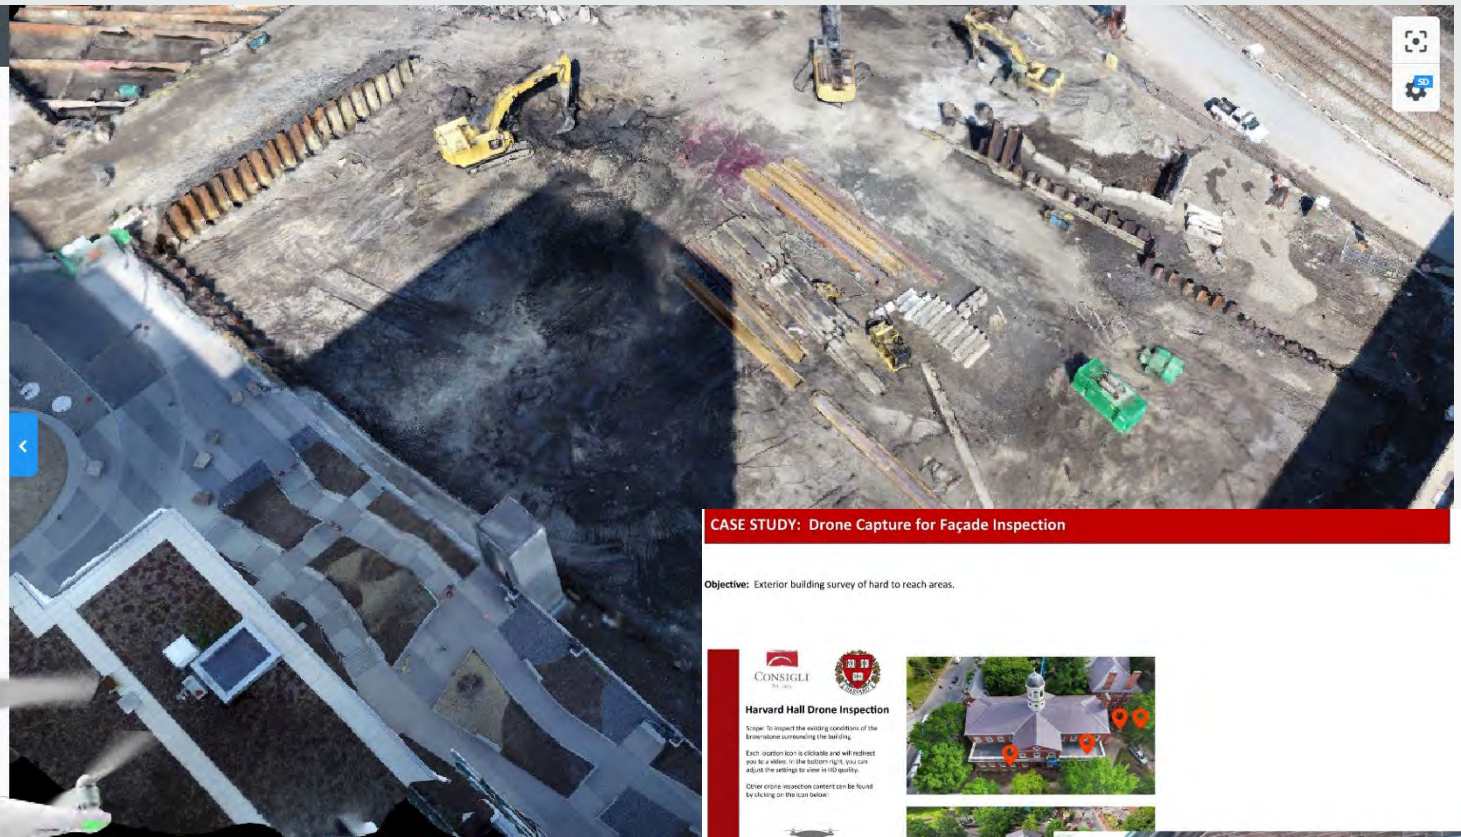 SD
CASE STUDY: Drone Capture for Façade Inspection
Objective: Exterior building survey of hard to reach areas.
CONSIGLI
HARVARD
Harvard Hall Drone Inspection
Scope: To inspect the existing conditions of the
brownstone surrounding the building
Each location icon is clickable and will redirect
you to a video. In the bottom right, you can
adjust the settings to view in HD quality.
Other drone inspection content can be found
by clicking on the icon below: